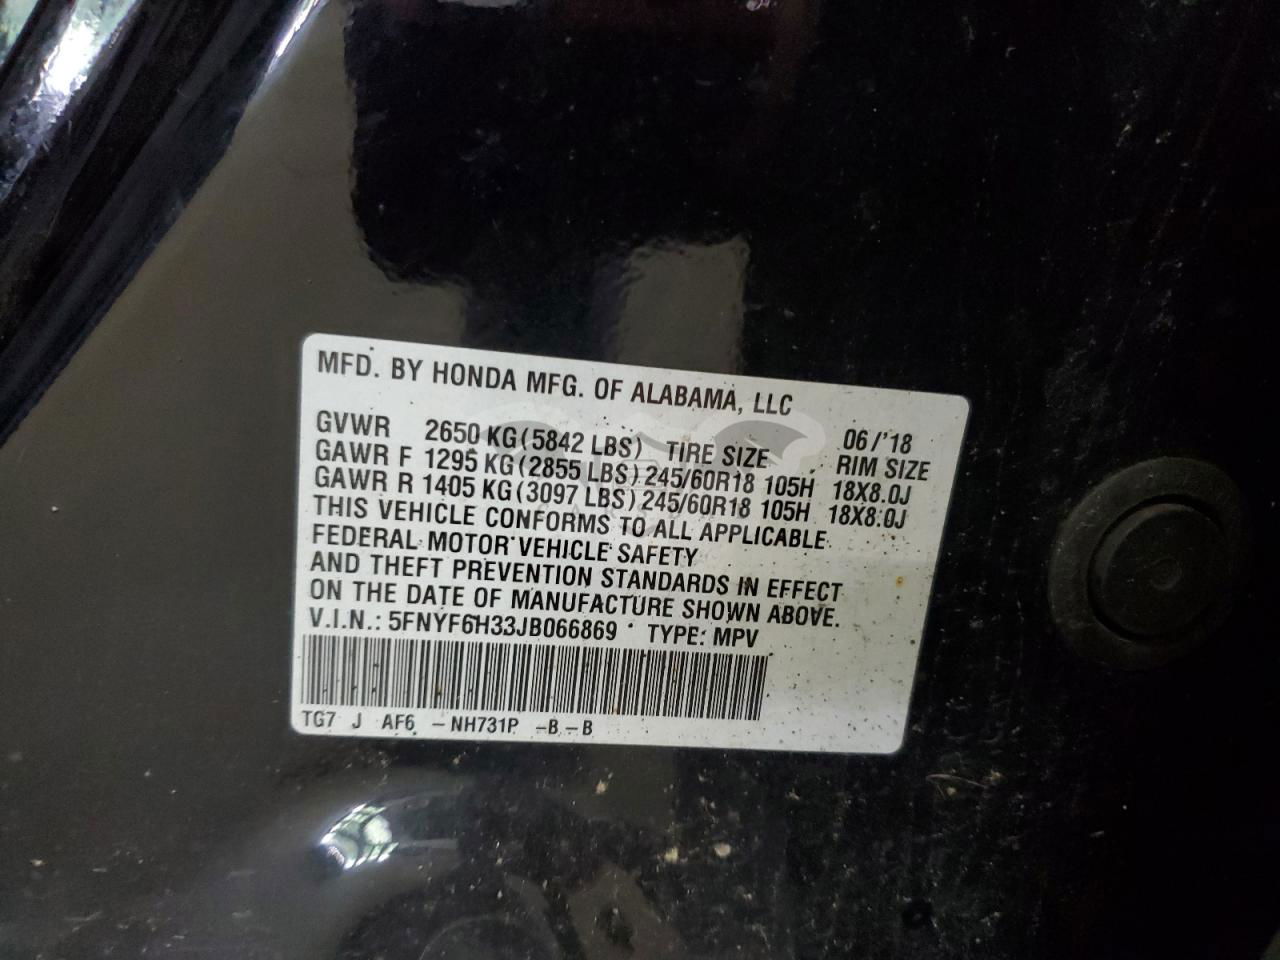 MFD. BY HONDA MFG. OF ALABAMA, LLC
06/'18
GVWR 2650 KG(5842 LBS) TIRE SIZE RIM SIZE
GAWR F 1295 KG(2855 LBS)245/60R18 105H 18X8.0J
GAWR R 1405 KG(3097 LBS)245/60R18 105H 18X8.0J
THIS VEHICLE CONFORMS TO ALL APPLICABLE
FEDERAL MOTOR VEHICLE SAFETY
AND THEFT PREVENTION STANDARDS IN EFFECT
ON THE DATE OF MANUFACTURE SHOWN ABOVE.
V.I.N.: 5FNYF6H33JB066869 TYPE: MPV
TG7 J AF6 -NH731P -B-B